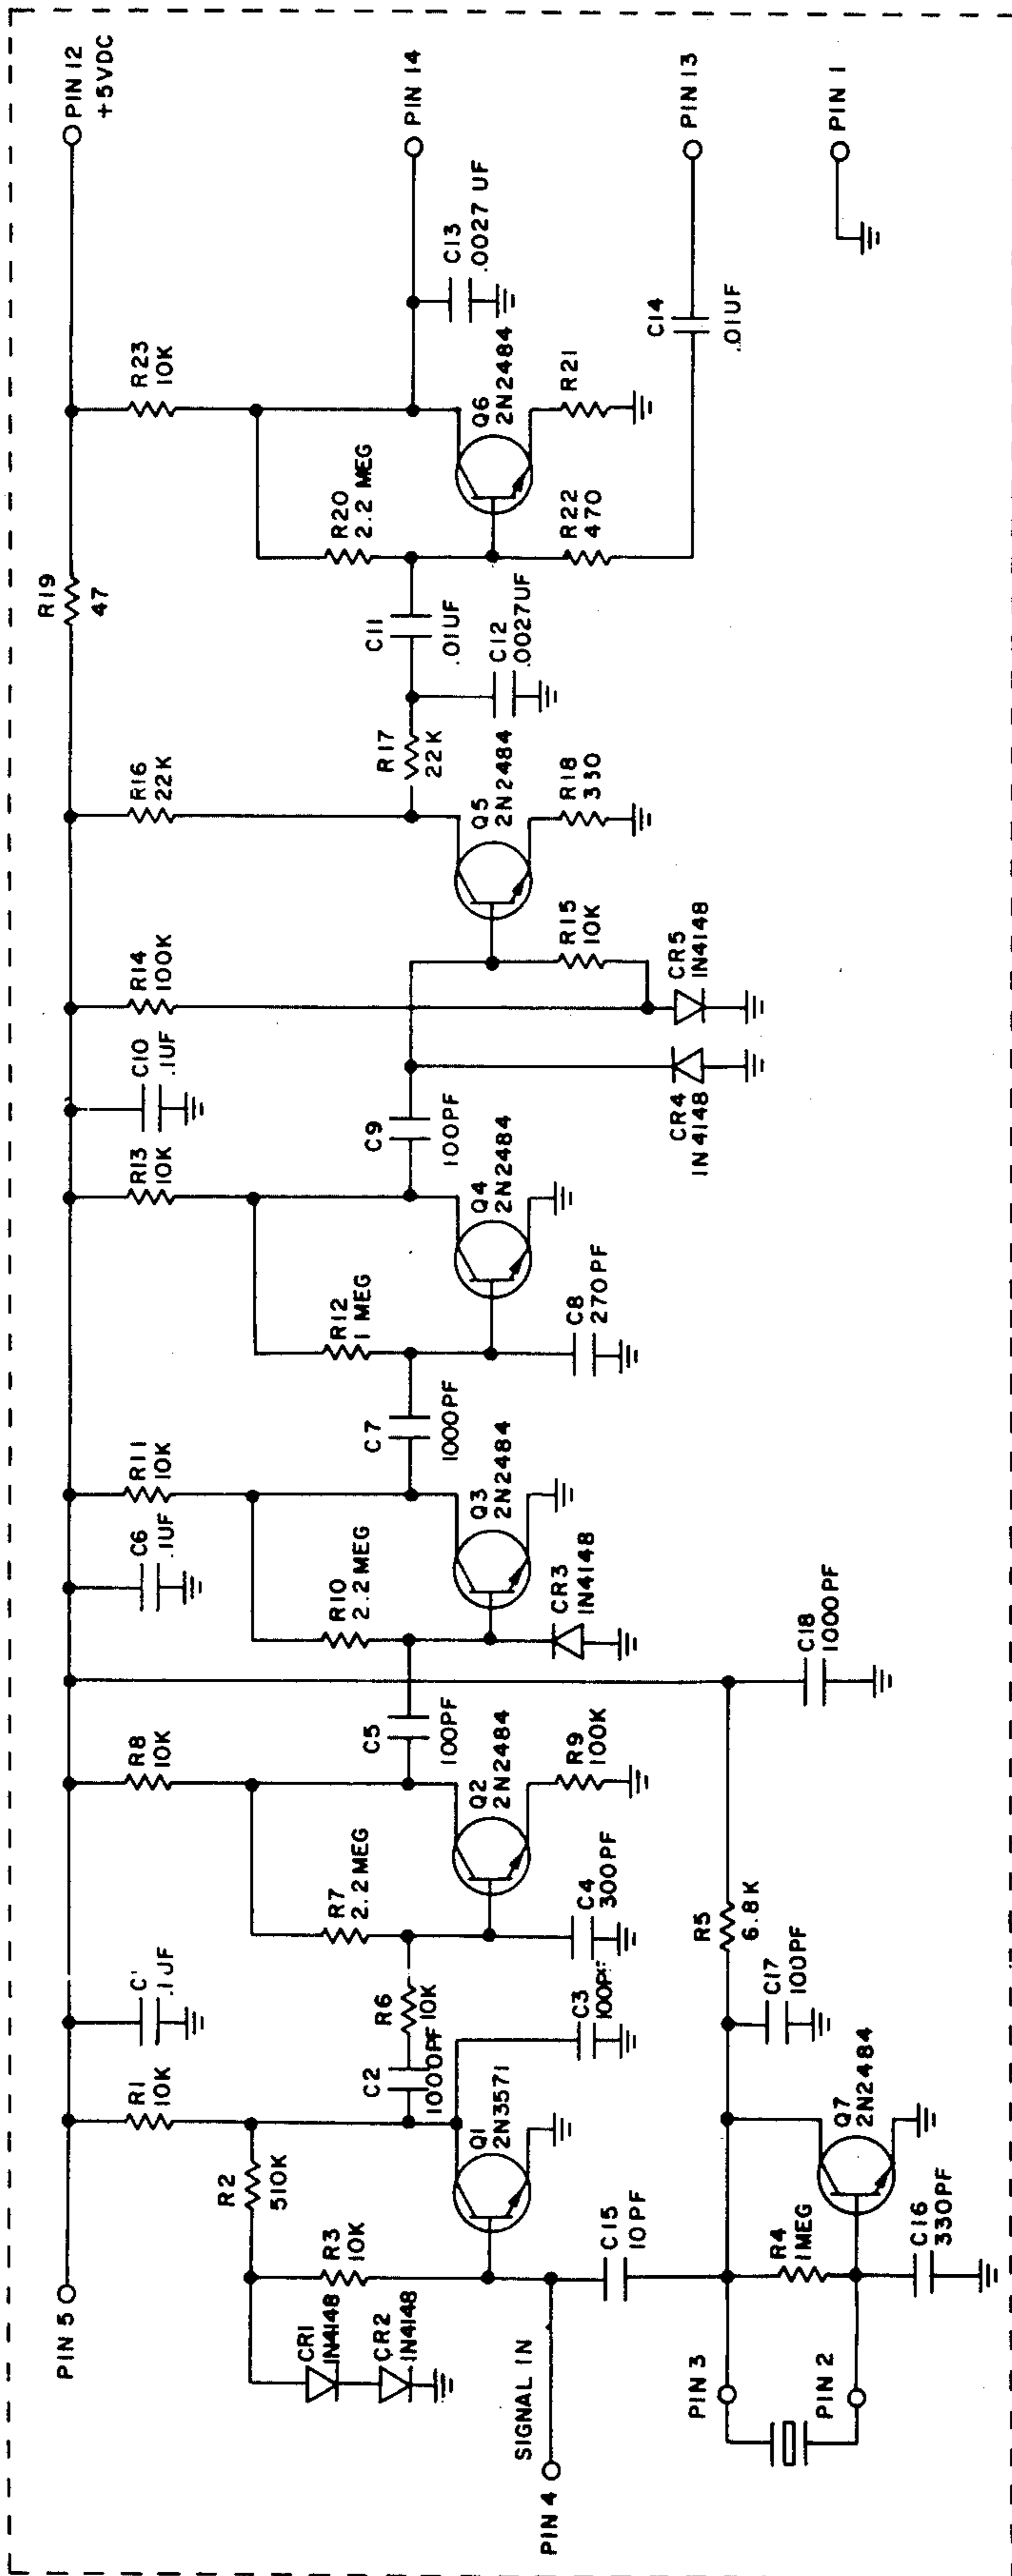 PIN 5
R1
10K
C'
.1UF
R8
10K
C6
.1UF
R11
10K
R13
10K
C10
.1UF
R14
100K
R16
22K
R19
47
R23
10K
PIN 12
+5VDC
R2
510K
R3
10K
CR1
1N4148
CR2
1N4148
Q1
2N3571
C2
1000PF
R6
10K
C3
100PF
R7
2.2 MEG
C4
300PF
Q2
2N2484
R9
100K
C5
100PF
R10
2.2 MEG
CR3
1N4148
Q3
2N2484
C7
1000PF
R12
1 MEG
C8
270PF
Q4
2N2484
C9
100PF
CR4
1N4148
CR5
1N4148
R15
10K
Q5
2N2484
R18
330
R17
22K
C12
.0027UF
C11
.01UF
R20
2.2 MEG
R22
470
Q6
2N2484
R21
C13
.0027 UF
PIN 14
C14
.01UF
PIN 13
PIN 1
SIGNAL IN
PIN 4
C15
10PF
PIN 3
PIN 2
R4
1MEG
C16
330PF
Q7
2N2484
C17
100PF
R5
6.8K
C18
1000PF